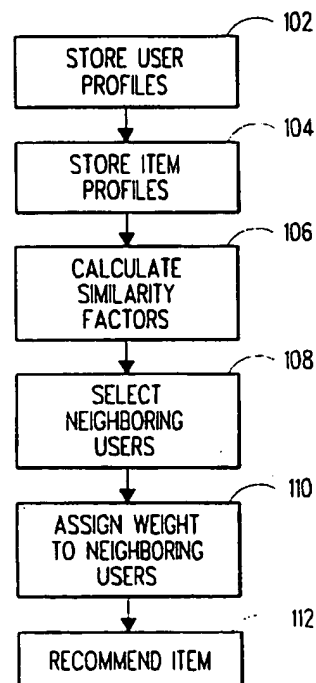 102
STORE USER
PROFILES
104
STORE ITEM
PROFILES
106
CALCULATE
SIMILARITY
FACTORS
108
SELECT
NEIGHBORING
USERS
110
ASSIGN WEIGHT
TO NEIGHBORING
USERS
112
RECOMMEND ITEM